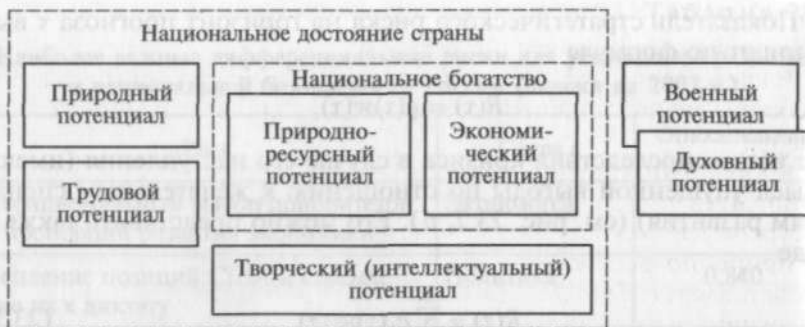 Национальное достояние страны
Национальное богатство
Природный
потенциал
Природно-
ресурсный
потенциал
Экономи-
ческий
потенциал
Военный
потенциал
Духовный
потенциал
Трудовой
потенциал
Творческий (интеллектуальный)
потенциал